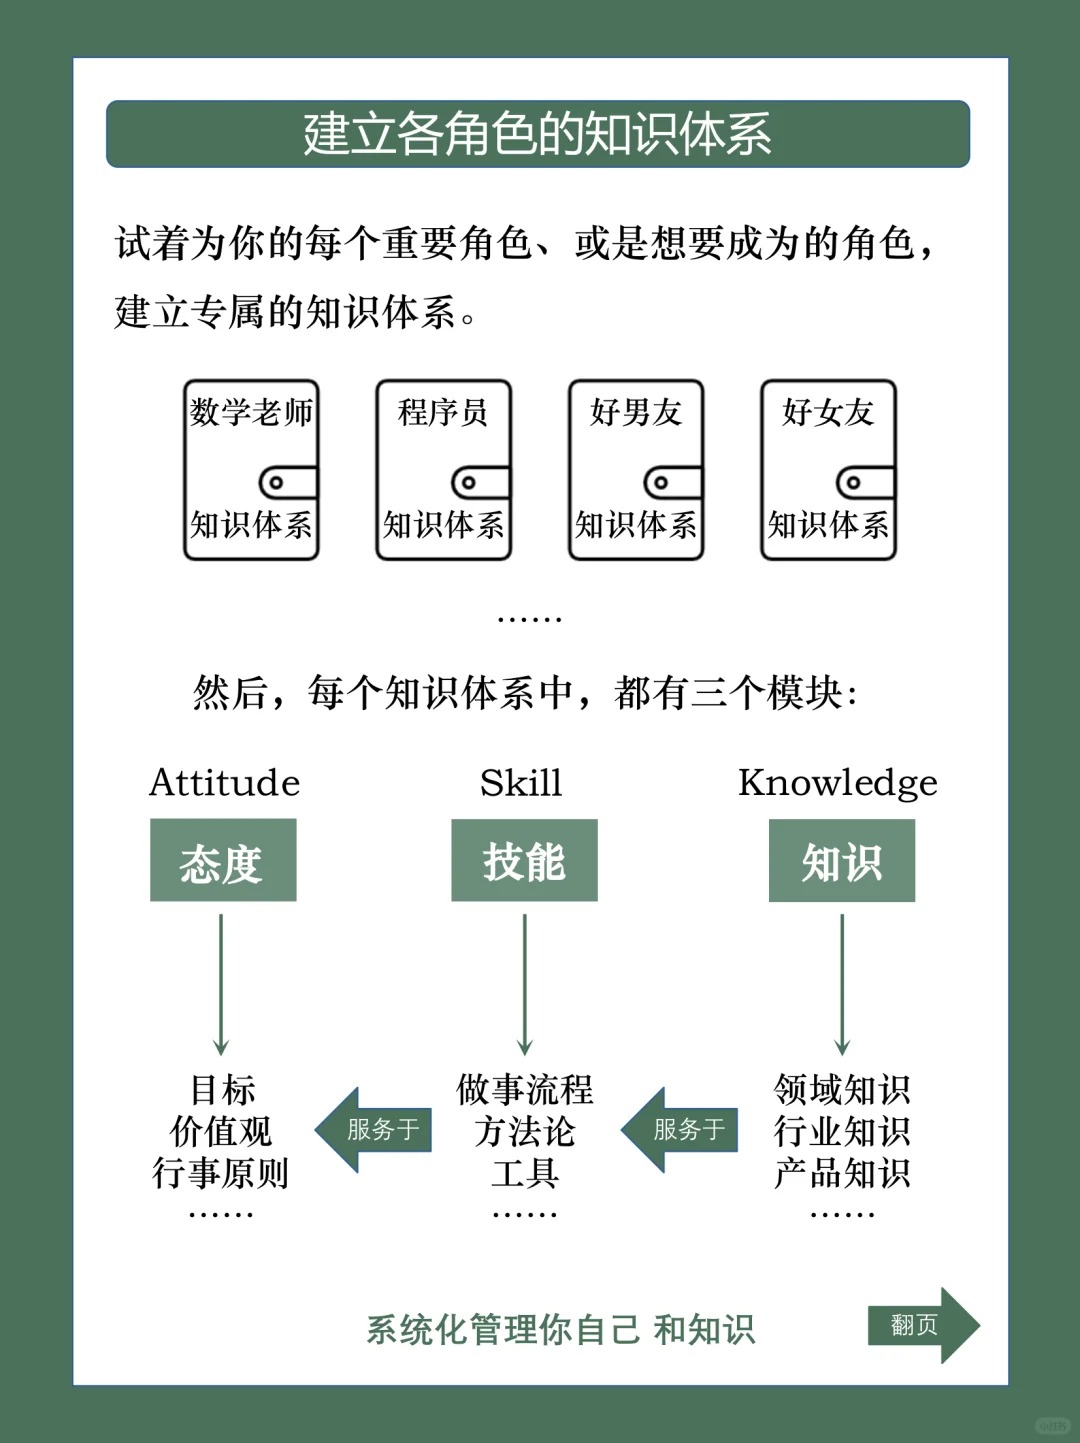 建立各角色的知识体系
试着为你的每个重要角色、或是想要成为的角色，
建立专属的知识体系。
数学老师
知识体系
程序员
知识体系
好男友
知识体系
好女友
知识体系
……
然后，每个知识体系中，都有三个模块：
Attitude
态度
目标
价值观
行事原则
……
服务于
Skill
技能
做事流程
方法论
工具
……
服务于
Knowledge
知识
领域知识
行业知识
产品知识
……
系统化管理你自己 和知识
翻页